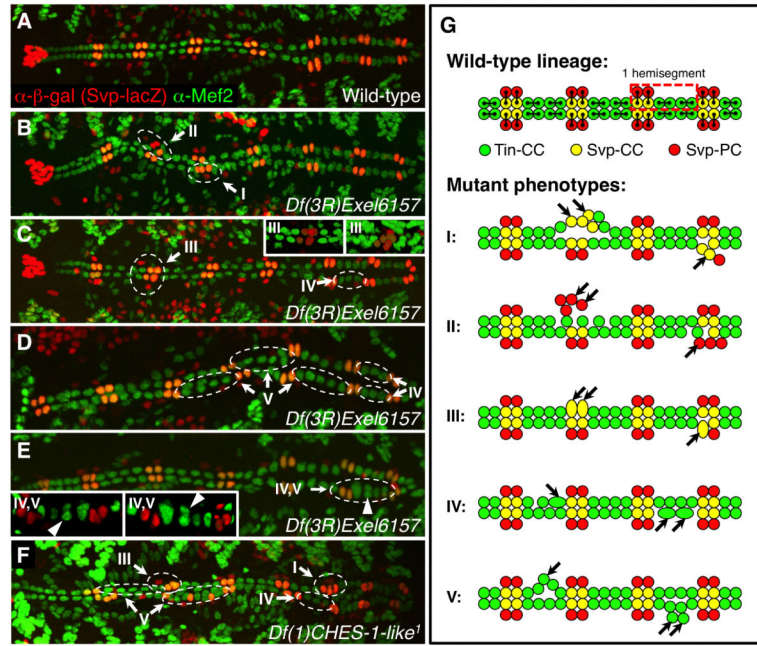 A
α-β-gal (Svp-lacZ) α-Mef2
Wild-type
B
II
I
Df(3R)Exel6157
C
III
III
III
IV
Df(3R)Exel6157
D
V
IV
Df(3R)Exel6157
E
IV,V
IV,V
IV,V
Df(3R)Exel6157
F
III
I
V
IV
Df(1)CHES-1-like¹
G
Wild-type lineage:
1 hemisegment
Tin-CC Svp-CC Svp-PC
Mutant phenotypes:
I:
II:
III:
IV:
V: